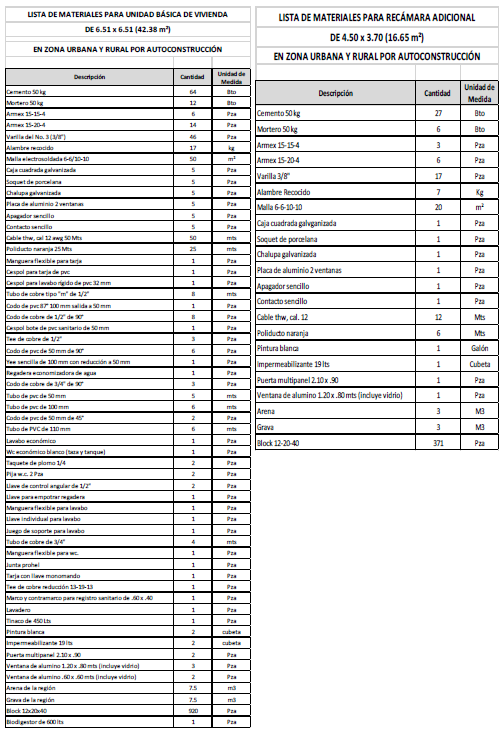 LISTA DE MATERIALES PARA UNIDAD BÁSICA DE VIVIENDA
DE 6.51 x 6.51 (42.38 m²)
EN ZONA URBANA Y RURAL POR AUTOCONSTRUCCIÓN
Descripción Cantidad Unidad de Medida
Cemento 50 kg 64 Bto
Mortero 50 kg 12 Bto
Armex 15-15-4 6 Pza
Armex 15-20-4 14 Pza
Varilla del No. 3 (3/8") 46 Pza
Alambre recocido 17 kg
Malla electrosoldada 6-6/10-10 50 m²
Caja cuadrada galvanizada 5 Pza
Soquet de porcelana 5 Pza
Chalupa galvanizada 5 Pza
Placa de aluminio 2 ventanas 5 Pza
Apagador sencillo 5 Pza
Contacto sencillo 5 Pza
Cable thw, cal 12 awg 50 Mts 50 mts
Poliducto naranja 25 Mts 25 mts
Manguera flexible para tarja 1 Pza
Cespol para tarja de pvc 1 Pza
Cespol para lavabo rígido de pvc 32 mm 1 Pza
Tubo de cobre tipo "m" de 1/2" 8 mts
Codo de pvc 87° 100 mm salida a 50 mm 1 Pza
Codo de cobre de 1/2" de 90° 8 Pza
Cespol bote de pvc sanitario de 50 mm 1 Pza
Tee de cobre de 1/2" 3 Pza
Codo de pvc de 50 mm de 90° 6 Pza
Yee sencilla de 100 mm con reducción a 50 mm 1 Pza
Regadera economizadora de agua 1 Pza
Codo de cobre de 3/4" de 90° 3 Pza
Tubo de pvc de 50 mm 5 mts
Tubo de pvc de 100 mm 6 mts
Codo de pvc de 50 mm de 45° 2 Pza
Tubo de PVC de 110 mm 6 mts
Lavabo económico 1 Pza
Wc económico blanco (taza y tanque) 1 Pza
Taquete de plomo 1/4 2 Pza
Pija w.c. 2 Pza 2 Pza
Llave de control angular de 1/2" 2 Pza
Llave para empotrar regadera 1 Pza
Manguera flexible para lavabo 1 Pza
Llave individual para lavabo 1 Pza
Juego de soporte para lavabo 1 Pza
Tubo de cobre de 3/4" 4 mts
Manguera flexible para wc. 1 Pza
Junta prohel 1 Pza
Tarja con llave monomando 1 Pza
Tee de cobre reducción 13-19-13 1 Pza
Marco y contramarco para registro sanitario de .60 x .40 1 Pza
Lavadero 1 Pza
Tinaco de 450 Lts 1 Pza
Pintura blanca 2 cubeta
Impermeabilizante 19 lts 2 cubeta
Puerta multipanel 2.10 x .90 2 Pza
Ventana de alumino 1.20 x .80 mts (incluye vidrio) 3 Pza
Ventana de alumino .60 x .60 mts (incluye vidrio) 2 Pza
Arena de la región 7.5 m3
Grava de la región 7.5 m3
Block 12x20x40 920 Pza
Biodigestor de 600 lts 1 Pza
LISTA DE MATERIALES PARA RECÁMARA ADICIONAL
DE 4.50 x 3.70 (16.65 m²)
EN ZONA URBANA Y RURAL POR AUTOCONSTRUCCIÓN
Descripción Cantidad Unidad de Medida
Cemento 50 kg 27 Bto
Mortero 50 kg 6 Bto
Armex 15-15-4 3 Pza
Armex 15-20-4 6 Pza
Varilla 3/8" 17 Pza
Alambre Recocido 7 Kg
Malla 6-6-10-10 20 m²
Caja cuadrada galvganizada 1 Pza
Soquet de porcelana 1 Pza
Chalupa galvanizada 1 Pza
Placa de aluminio 2 ventanas 1 Pza
Apagador sencillo 1 Pza
Contacto sencillo 1 Pza
Cable thw, cal. 12 12 Mts
Poliducto naranja 6 Mts
Pintura blanca 1 Galón
Impermeabilizante 19 lts 1 Cubeta
Puerta multipanel 2.10 x .90 1 Pza
Ventana de alumino 1.20 x .80 mts (incluye vidrio) 1 Pza
Arena 3 M3
Grava 3 M3
Block 12-20-40 371 Pza